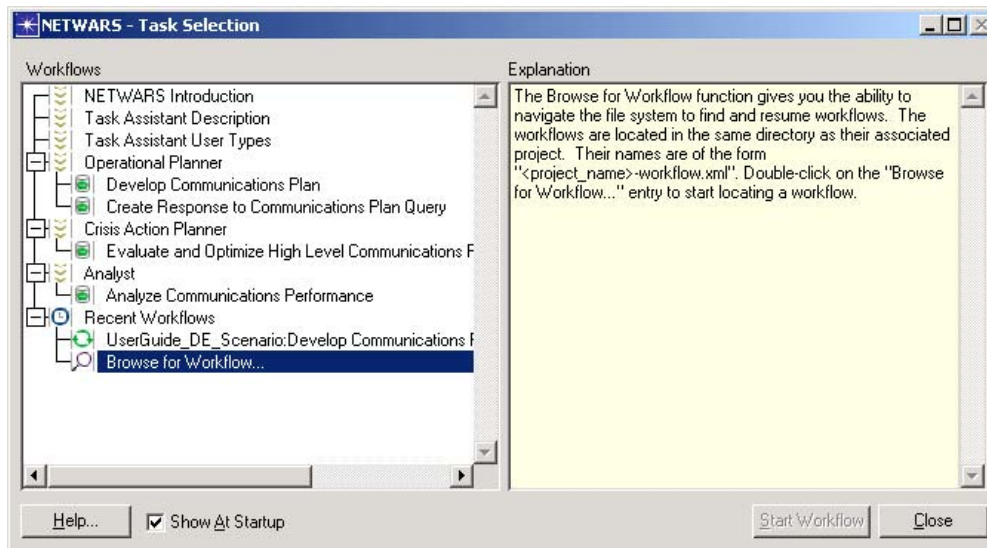 NETWARS - Task Selection
Workflows
NETWARS Introduction
Task Assistant Description
Task Assistant User Types
Operational Planner
Develop Communications Plan
Create Response to Communications Plan Query
Crisis Action Planner
Evaluate and Optimize High Level Communications
Analyst
Analyze Communications Performance
Recent Workflows
UserGuide_DE_Scenario:Develop Communications
Browse for Workflow...
Explanation
The Browse for Workflow function gives you the ability to
navigate the file system to find and resume workflows. The
workflows are located in the same directory as their associated
project. Their names are of the form
"<project_name>-workflow.xml". Double-click on the "Browse
for Workflow..." entry to start locating a workflow.
Help...
Show At Startup
Start Workflow
Close